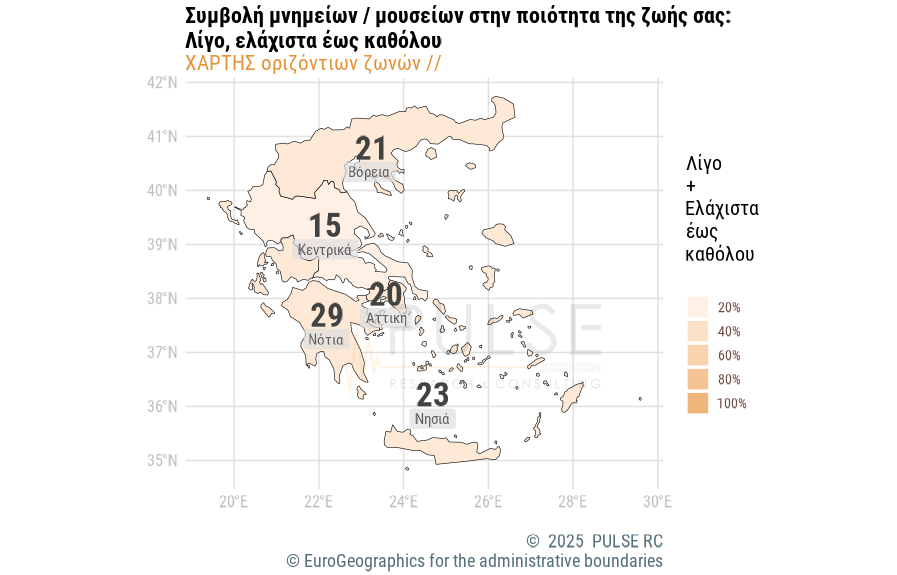 Συμβολή μνημείων / μουσείων στην ποιότητα της ζωής σας:
Λίγο, ελάχιστα έως καθόλου
ΧΑΡΤΗΣ οριζόντιων ζωνών //
42°N
41°N
40°N
39°N
38°N
37°N
36°N
35°N
21
Βόρεια
15
Κεντρικά
20
Αττική
29
Νότια
23
Νησιά
PULSE
RESEARCH & CONSULTING
20°E
22°E
24°E
26°E
28°E
30°E
Λίγο
+
Ελάχιστα
έως
καθόλου
20%
40%
60%
80%
100%
© 2025 PULSE RC
© EuroGeographics for the administrative boundaries